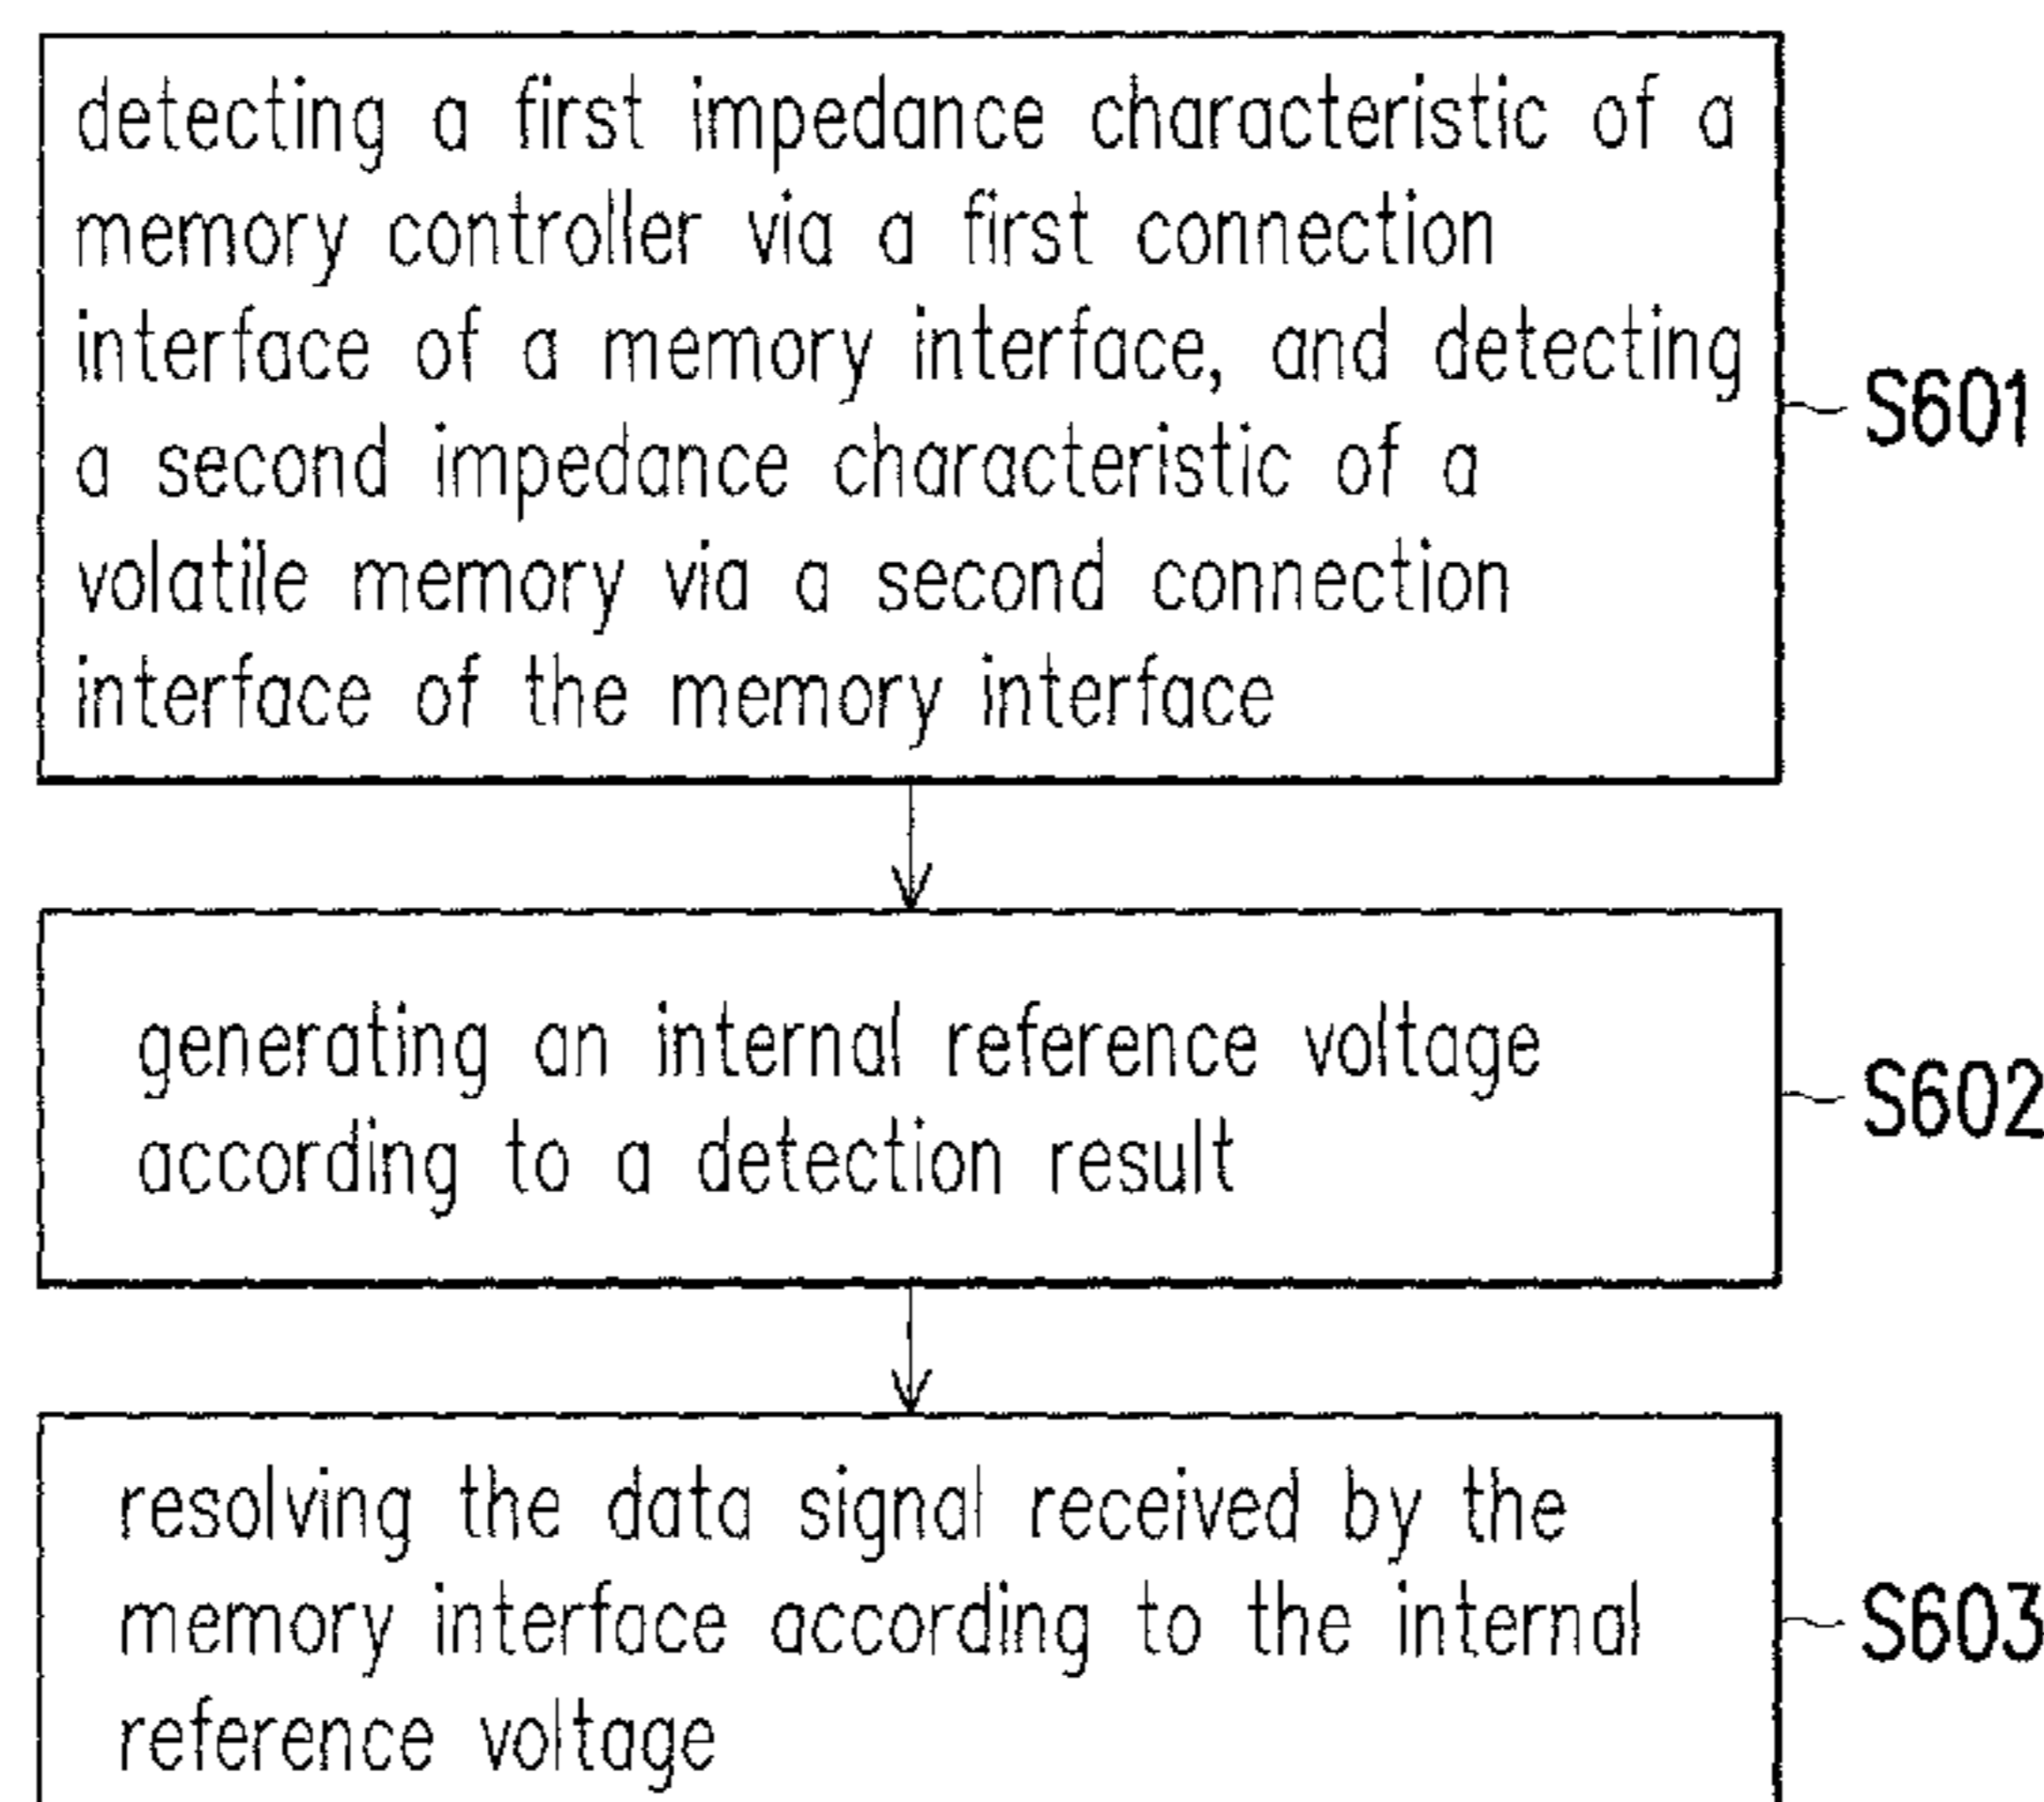 detecting a first impedance characteristic of a
memory controller via a first connection
interface of a memory interface, and detecting
a second impedance characteristic of a
volatile memory via a second connection
interface of the memory interface
S601
generating an internal reference voltage
according to a detection result
S602
resolving the data signal received by the
memory interface according to the internal
reference voltage
S603